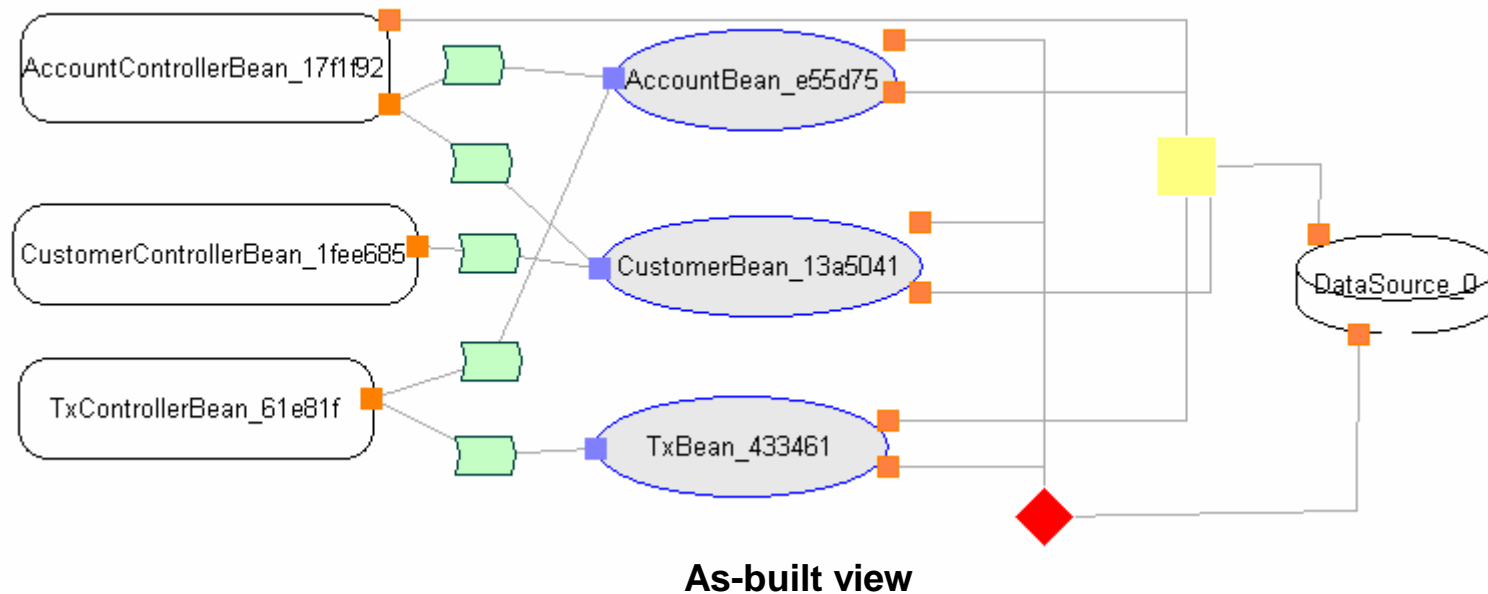 AccountControllerBean_17f1f92
AccountBean_e55d75
CustomerControllerBean_1fee685
CustomerBean_13a5041
DataSource_0
TxControllerBean_61e81f
TxBean_433461
As-built view